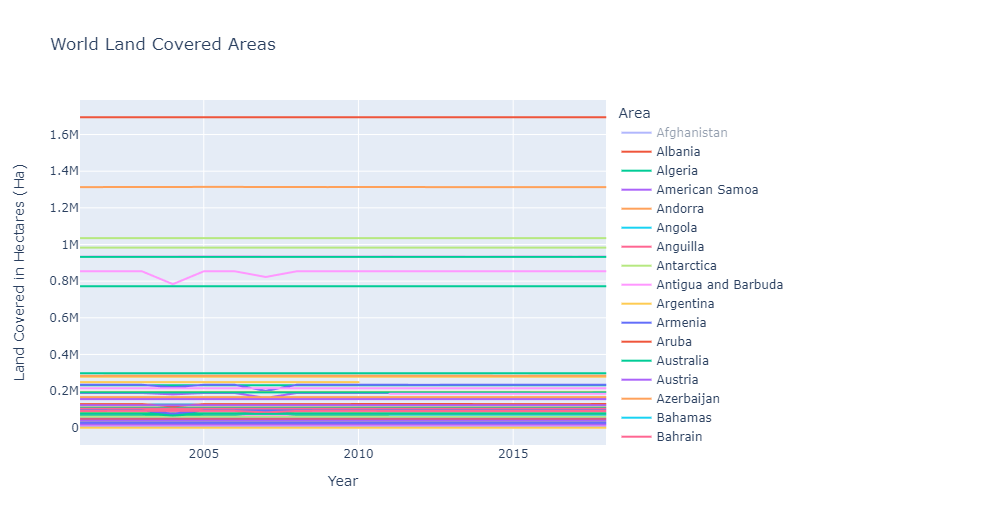 World Land Covered Areas
Land Covered in Hectares (Ha)
1.6M
1.4M
1.2M
1M
0.8M
0.6M
0.4M
0.2M
0
2005
2010
2015
Year
Area
Afghanistan
Albania
Algeria
American Samoa
Andorra
Angola
Anguilla
Antarctica
Antigua and Barbuda
Argentina
Armenia
Aruba
Australia
Austria
Azerbaijan
Bahamas
Bahrain